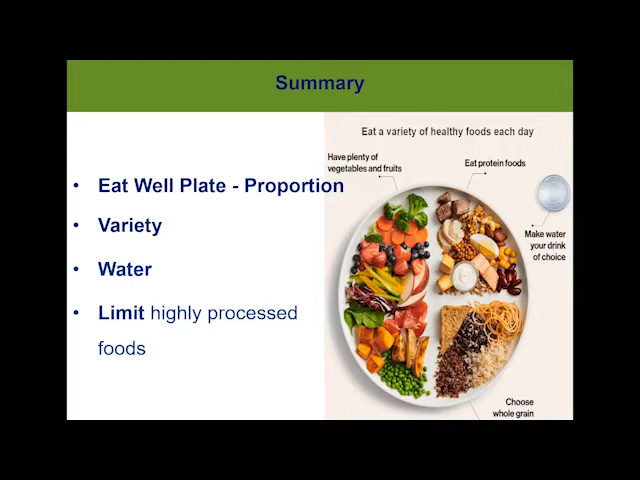 Summary
• Eat Well Plate - Proportion
• Variety
• Water
• Limit highly processed
foods
Eat a variety of healthy foods each day
Have plenty of
vegetables and fruits
Eat protein foods
Make water
your drink
of choice
Choose
whole grain